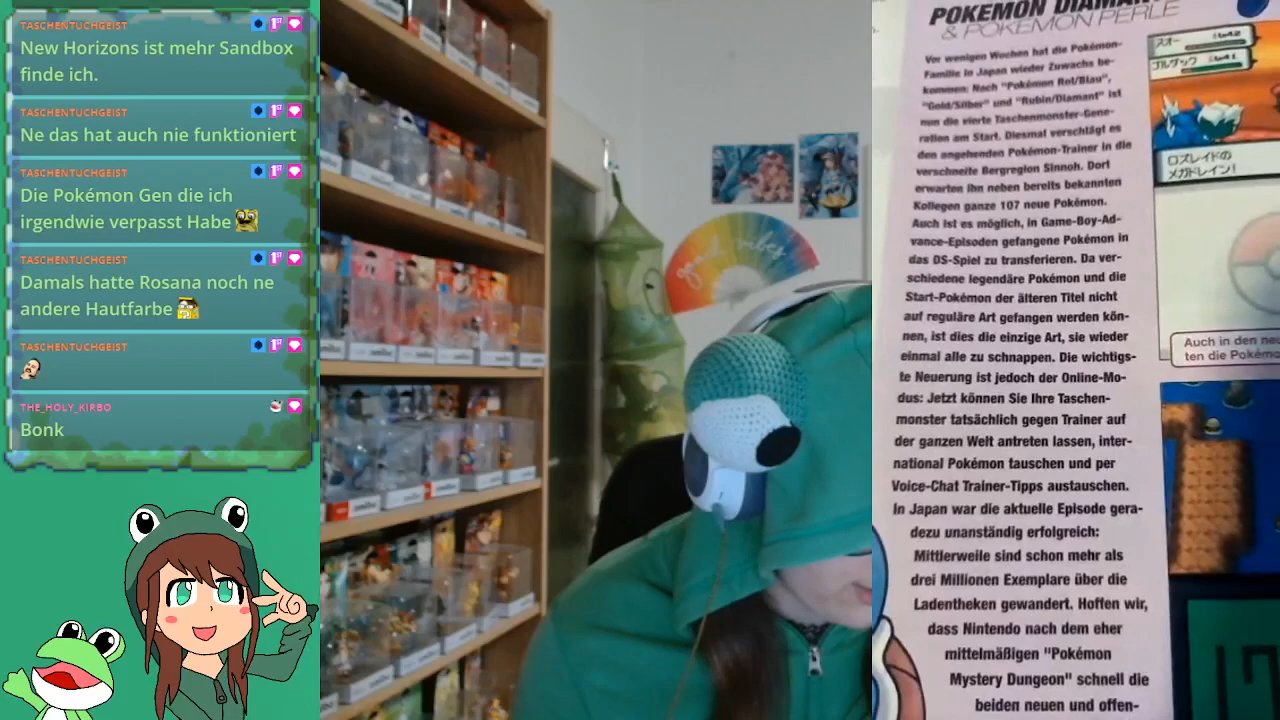 TASCHENTUCHGEIST
New Horizons ist mehr Sandbox
finde ich.
TASCHENTUCHGEIST
Ne das hat auch nie funktioniert
TASCHENTUCHGEIST
Die Pokémon Gen die ich
irgendwie verpasst Habe
TASCHENTUCHGEIST
Damals hatte Rosana noch ne
andere Hautfarbe
TASCHENTUCHGEIST
THE_HOLY_KIRBO
Bonk
good vibes
POKEMON DIAMAN
& POKEMON PERLE
Vor wenigen Wochen hat die Pokémon-
Familie in Japan wieder Zuwachs be-
kommen: Nach "Pokémon Rot/Blau",
"Gold/Silber" und "Rubin/Diamant" ist
nun die vierte Taschenmonster-Gene-
ration am Start. Diesmal verschlägt es
den angehenden Pokémon-Trainer in die
verschneite Bergregion Sinnoh. Dort
erwarten ihn neben bereits bekannten
Kollegen ganze 107 neue Pokémon.
Auch ist es möglich, in Game-Boy-Ad-
vance-Episoden gefangene Pokémon in
das DS-Spiel zu transferieren. Da ver-
schiedene legendäre Pokémon und die
Start-Pokémon der älteren Titel nicht
auf reguläre Art gefangen werden kön-
nen, ist dies die einzige Art, sie wieder
einmal alle zu schnappen. Die wichtigs-
te Neuerung ist jedoch der Online-Mo-
dus: Jetzt können Sie Ihre Taschen-
monster tatsächlich gegen Trainer auf
der ganzen Welt antreten lassen, inter-
national Pokémon tauschen und per
Voice-Chat Trainer-Tipps austauschen.
In Japan war die aktuelle Episode gera-
dezu unanständig erfolgreich:
Mittlerweile sind schon mehr als
drei Millionen Exemplare über die
Ladentheken gewandert. Hoffen wir,
dass Nintendo nach dem eher
mittelmäßigen "Pokémon
Mystery Dungeon" schnell die
beiden neuen und offen-
ゴルダック
ロズレイドの
メガドレイン!
Auch in den neu
ten die Pokémo